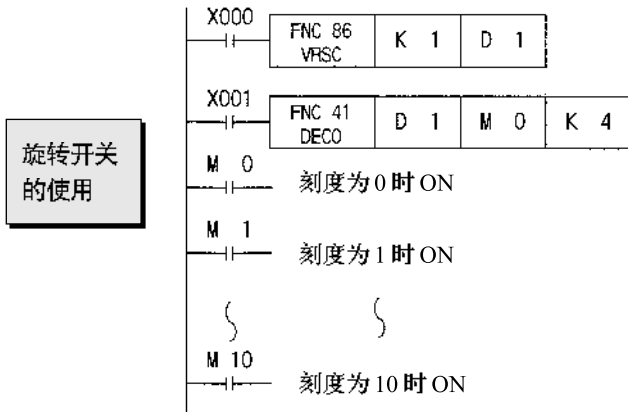 X000
FNC 86 K 1 D 1
VRSC
X001
FNC 41 D 1 M 0 K 4
DECO
旋转开关
的使用
M 0 刻度为0时ON
M 1 刻度为1时ON
M 10 刻度为10时ON